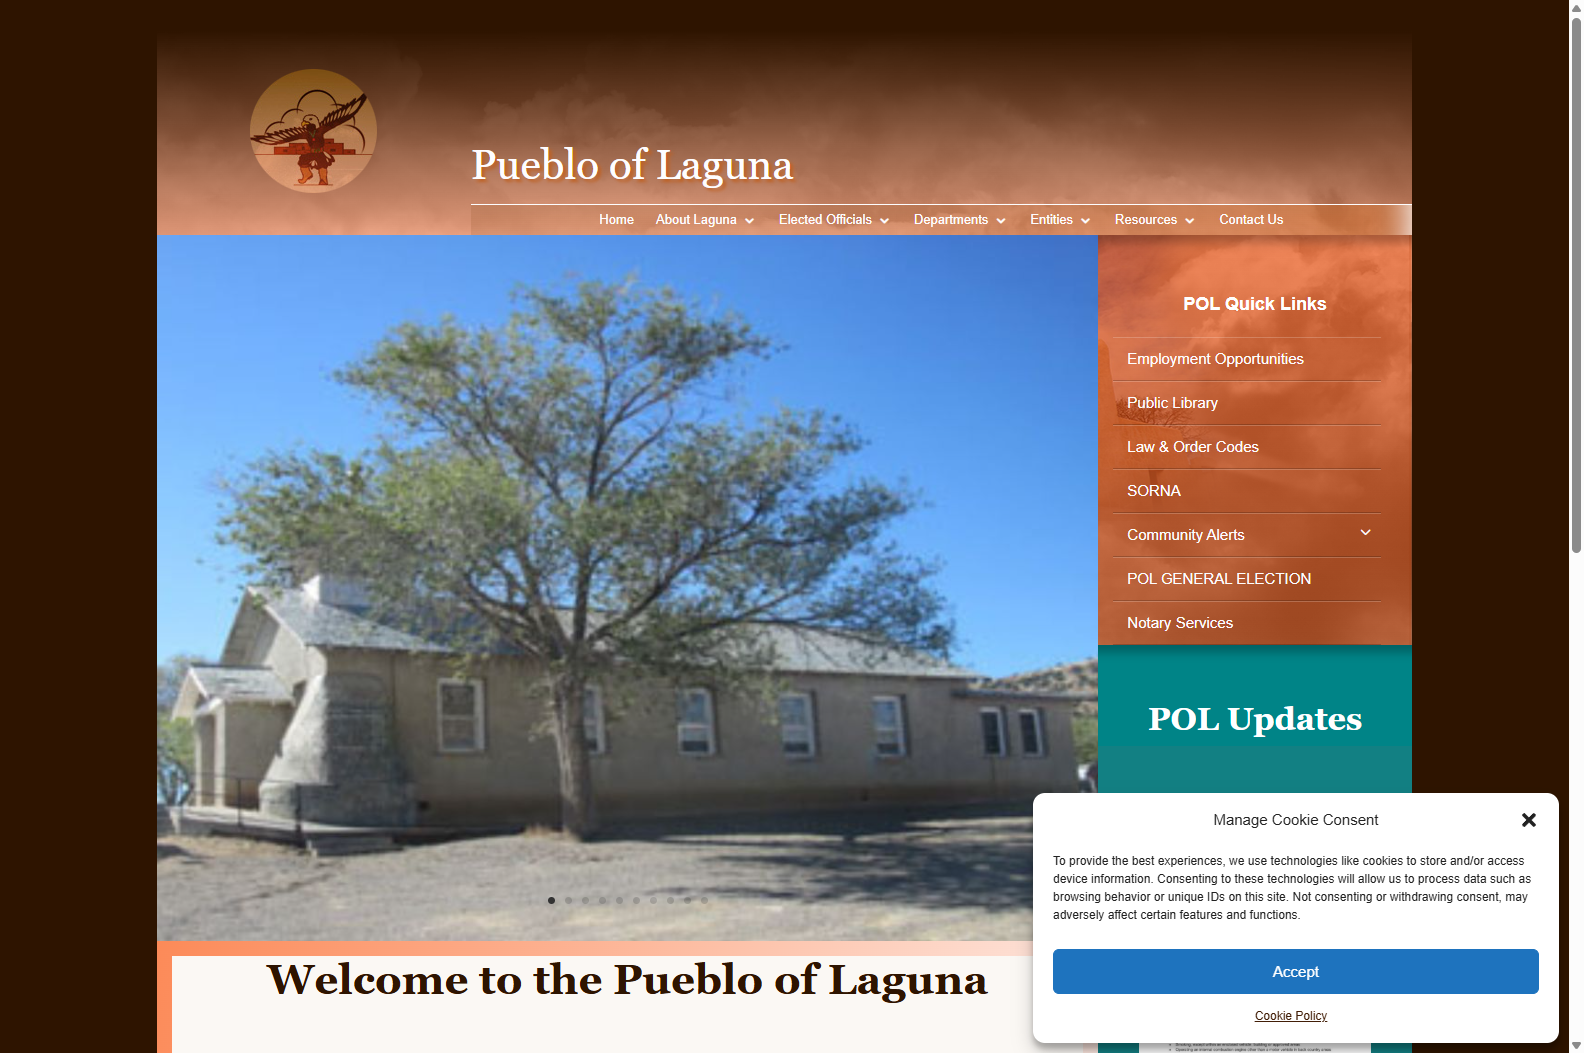 Pueblo of Laguna
Home About Laguna Elected Officials Departments Entities Resources Contact Us
POL Quick Links
Employment Opportunities
Public Library
Law & Order Codes
SORNA
Community Alerts
POL GENERAL ELECTION
Notary Services
POL Updates
Manage Cookie Consent
To provide the best experiences, we use technologies like cookies to store and/or access
device information. Consenting to these technologies will allow us to process data such as
browsing behavior or unique IDs on this site. Not consenting or withdrawing consent, may
adversely affect certain features and functions.
Accept
Cookie Policy
Welcome to the Pueblo of Laguna